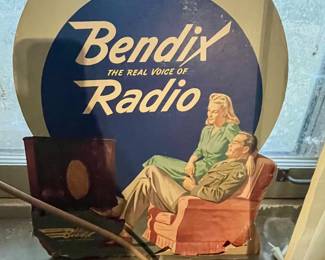 Bendix
THE REAL VOICE OF
Radio